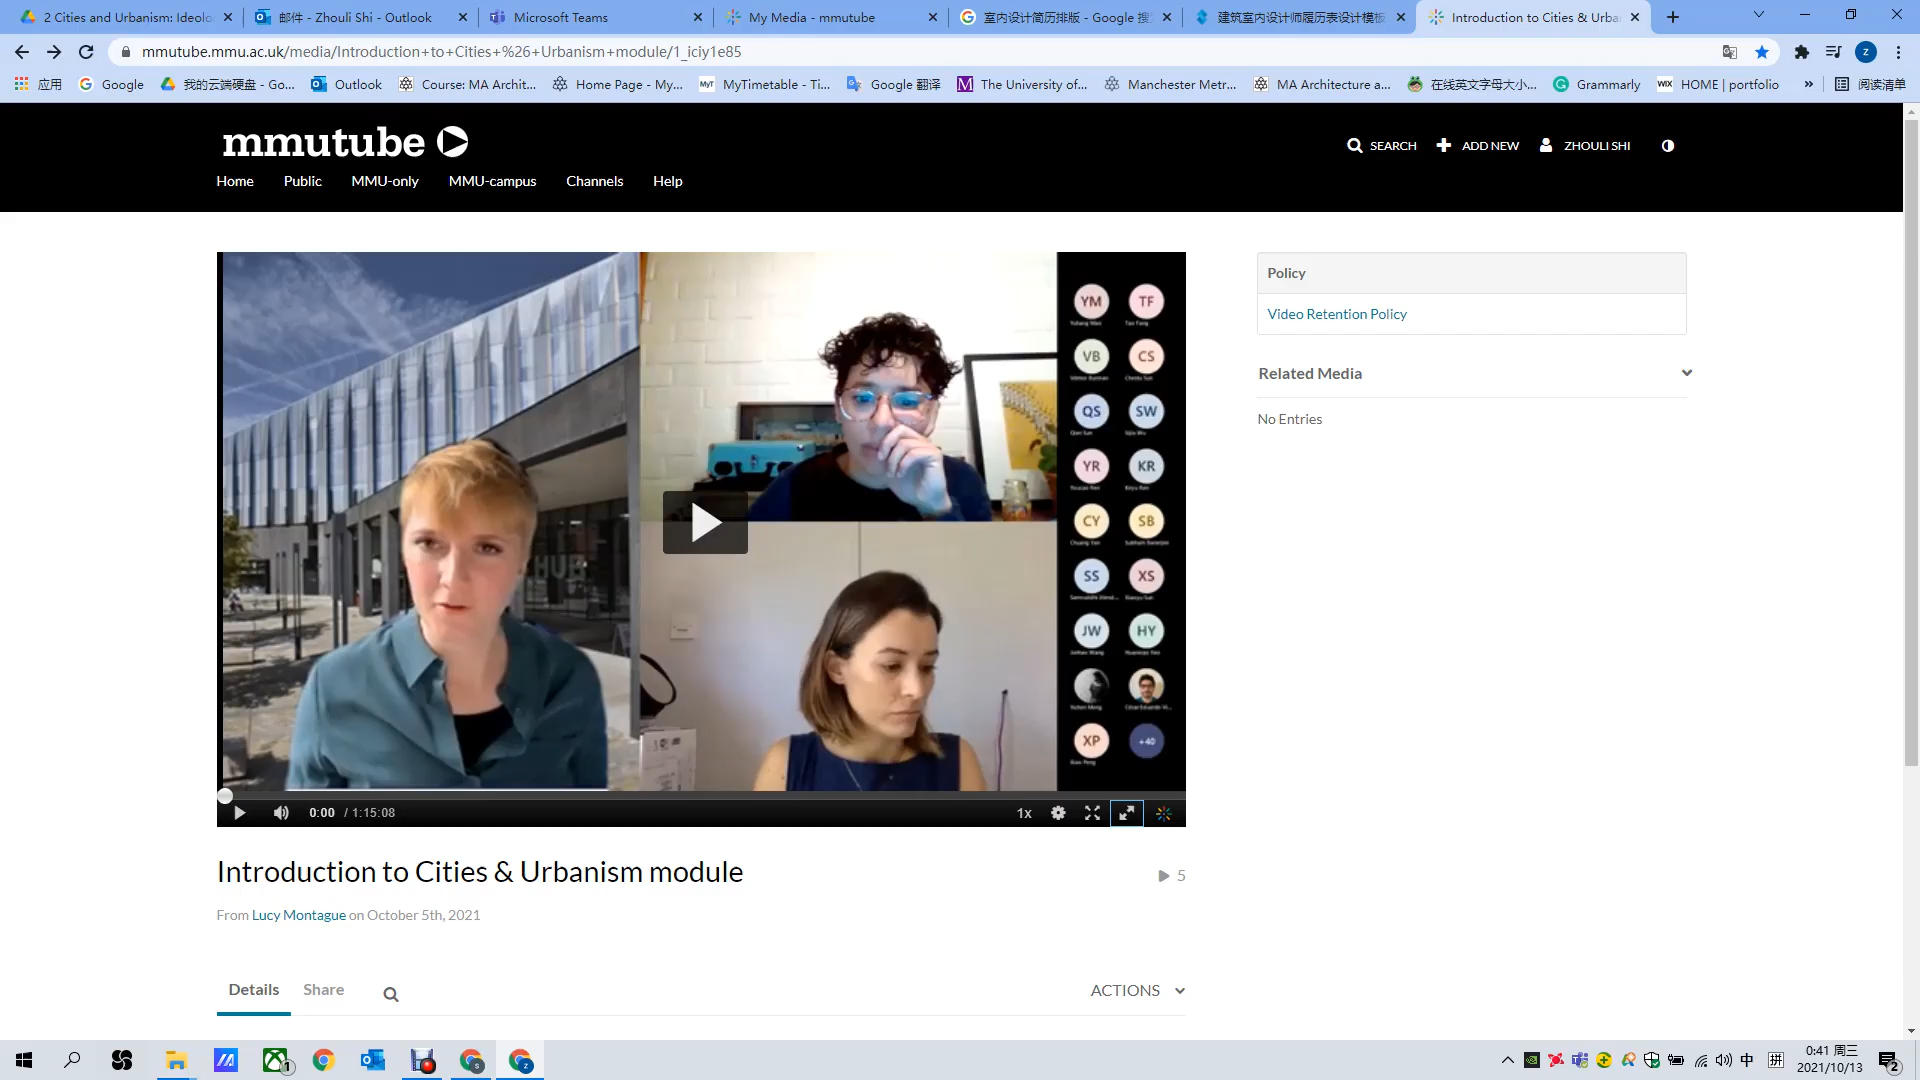 2 Cities and Urbanism: Ideolo
邮件 - Zhouli Shi - Outlook
Microsoft Teams
My Media - mmutube
室内设计简历排版 - Google 搜
建筑室内设计师履历表设计模板
Introduction to Cities & Urba
mmutube.mmu.ac.uk/media/Introduction+to+Cities+%26+Urbanism+module/1_iciy1e85
应用
Google
我的云端硬盘 - Go...
Outlook
Course: MA Archit...
Home Page - My...
MyT
MyTimetable - Ti...
Google 翻译
The University of...
Manchester Metr...
MA Architecture a...
在线英文字母大小...
Grammarly
WIX
HOME | portfolio
»
阅读清单
mmutube
SEARCH
ADD NEW
ZHOULI SHI
Home
Public
MMU-only
MMU-campus
Channels
Help
HUB
YM
TF
VB
CS
QS
SW
YR
KR
CY
SB
SS
XS
JW
HY
XP
+40
0:00 / 1:15:08
1x
Policy
Video Retention Policy
Related Media
No Entries
Introduction to Cities & Urbanism module
5
From Lucy Montague on October 5th, 2021
Details
Share
ACTIONS
中
拼
0:41 周三
2021/10/13
2